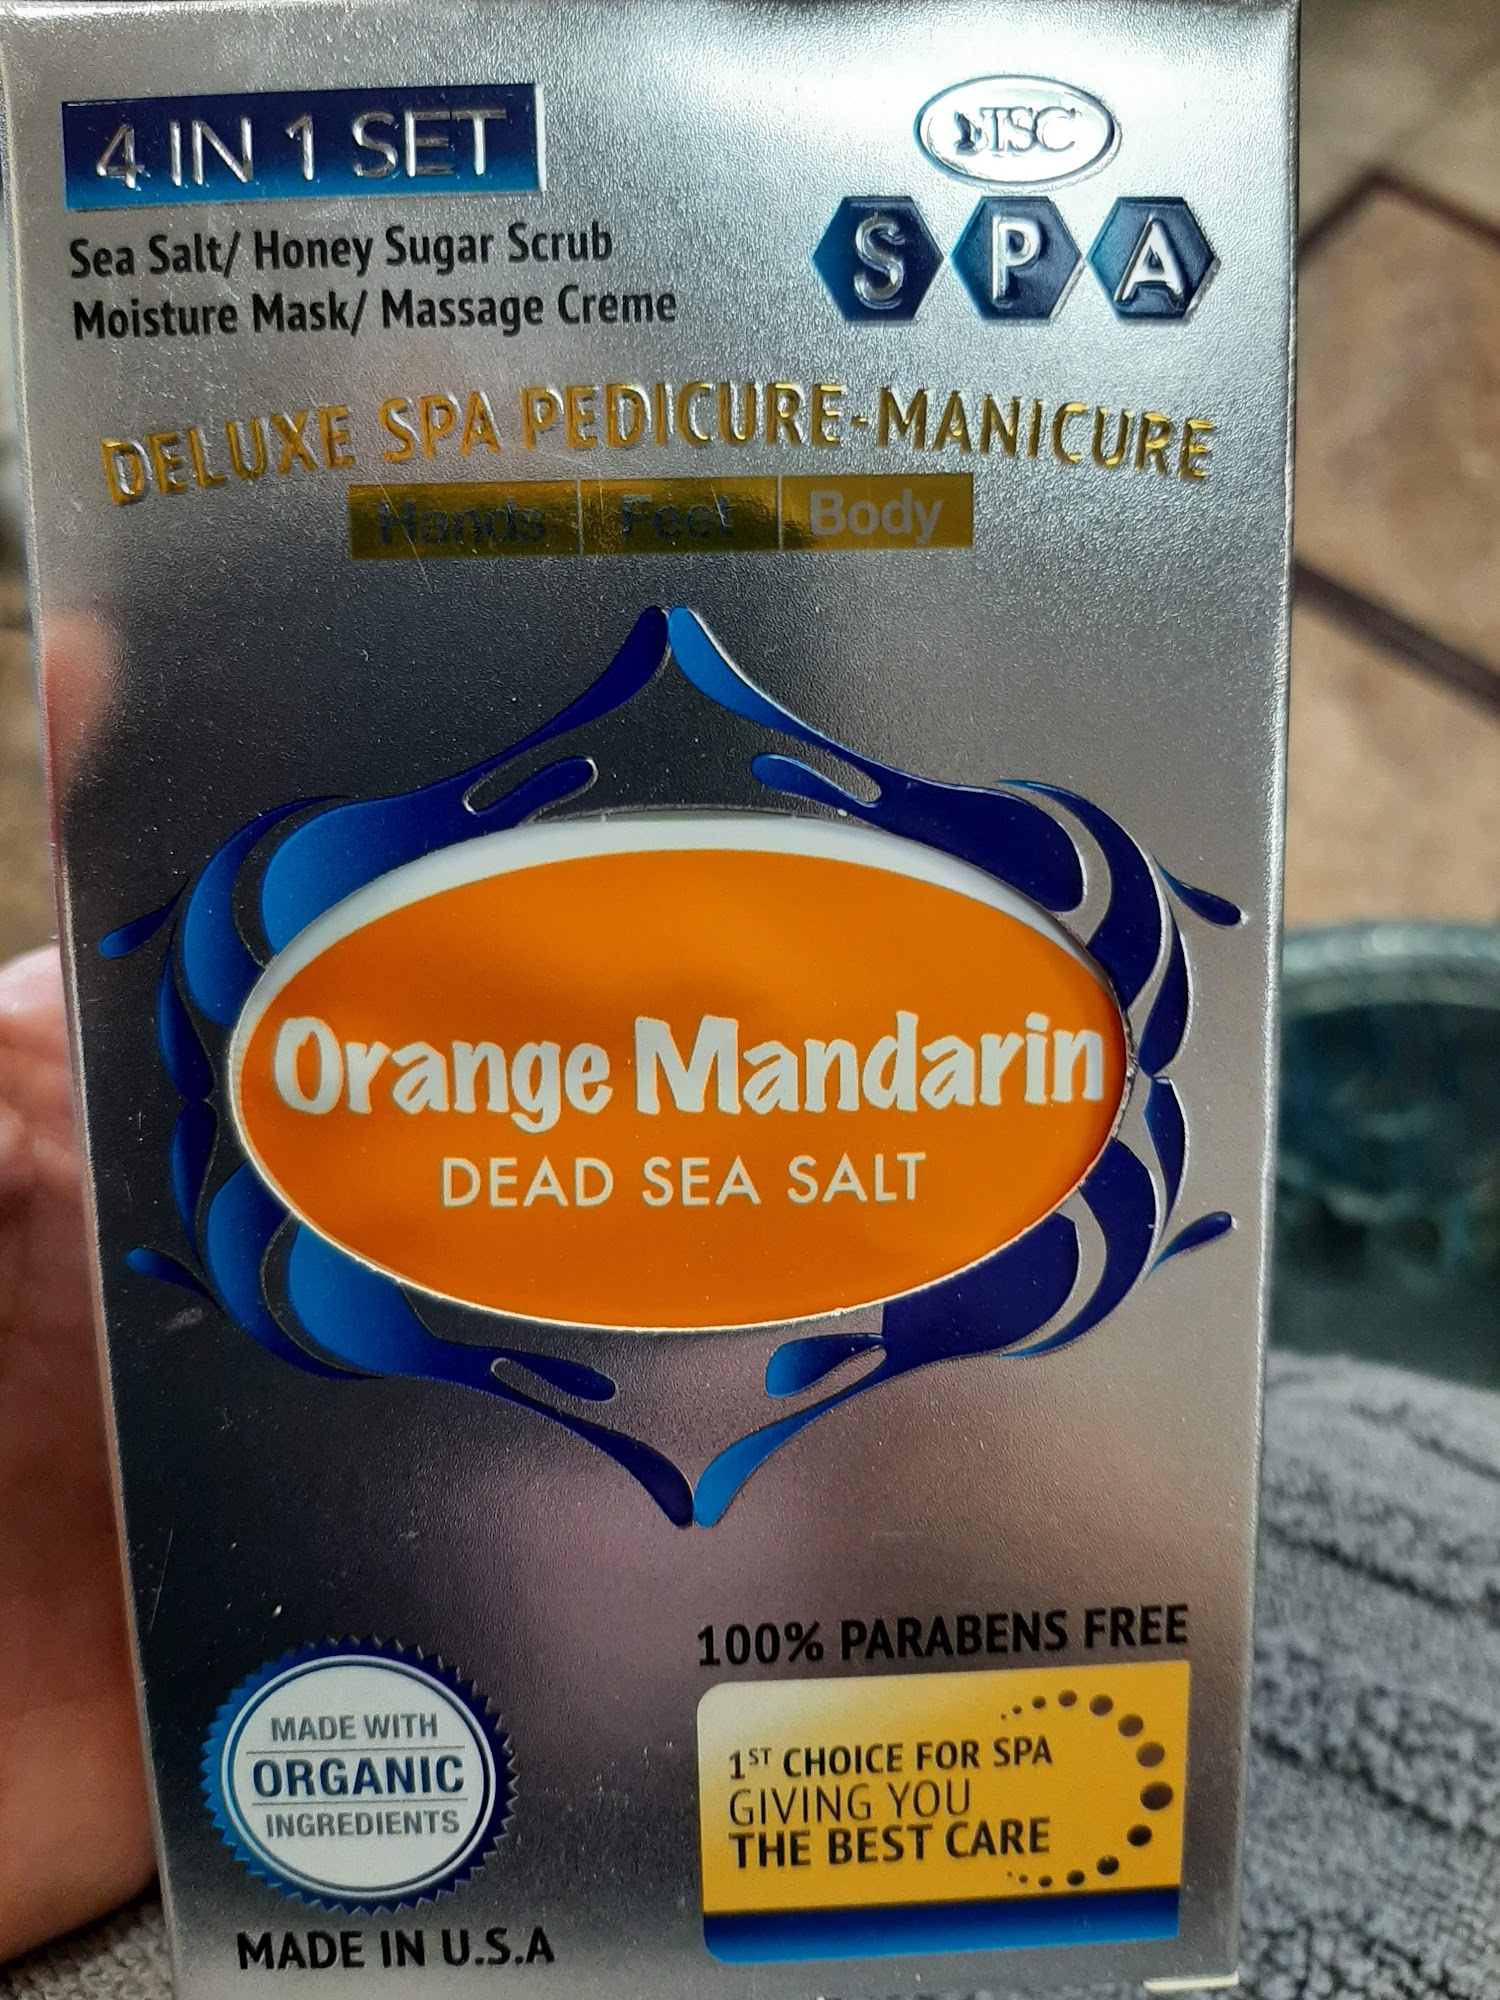 4 IN 1 SET
Sea Salt/ Honey Sugar Scrub
Moisture Mask/ Massage Creme
NTSC
SPA
DELUXE SPA PEDICURE-MANICURE
Hands Feet Body
Orange Mandarin
DEAD SEA SALT
MADE WITH
ORGANIC
INGREDIENTS
MADE IN U.S.A
100% PARABENS FREE
1ST CHOICE FOR SPA
GIVING YOU
THE BEST CARE